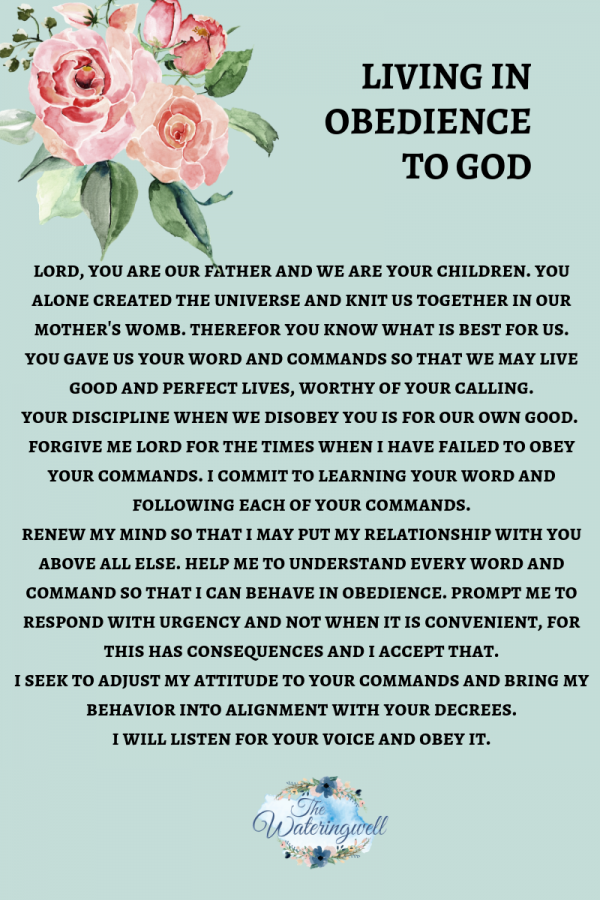 LIVING IN
OBEDIENCE
TO GOD
LORD, YOU ARE OUR FATHER AND WE ARE YOUR CHILDREN. YOU
ALONE CREATED THE UNIVERSE AND KNIT US TOGETHER IN OUR
MOTHER'S WOMB. THEREFOR YOU KNOW WHAT IS BEST FOR US.
YOU GAVE US YOUR WORD AND COMMANDS SO THAT WE MAY LIVE
GOOD AND PERFECT LIVES, WORTHY OF YOUR CALLING.
YOUR DISCIPLINE WHEN WE DISOBEY YOU IS FOR OUR OWN GOOD.
FORGIVE ME LORD FOR THE TIMES WHEN I HAVE FAILED TO OBEY
YOUR COMMANDS. I COMMIT TO LEARNING YOUR WORD AND
FOLLOWING EACH OF YOUR COMMANDS.
RENEW MY MIND SO THAT I MAY PUT MY RELATIONSHIP WITH YOU
ABOVE ALL ELSE. HELP ME TO UNDERSTAND EVERY WORD AND
COMMAND SO THAT I CAN BEHAVE IN OBEDIENCE. PROMPT ME TO
RESPOND WITH URGENCY AND NOT WHEN IT IS CONVENIENT, FOR
THIS HAS CONSEQUENCES AND I ACCEPT THAT.
I SEEK TO ADJUST MY ATTITUDE TO YOUR COMMANDS AND BRING MY
BEHAVIOR INTO ALIGNMENT WITH YOUR DECREES.
I WILL LISTEN FOR YOUR VOICE AND OBEY IT.
The
Wateringwell